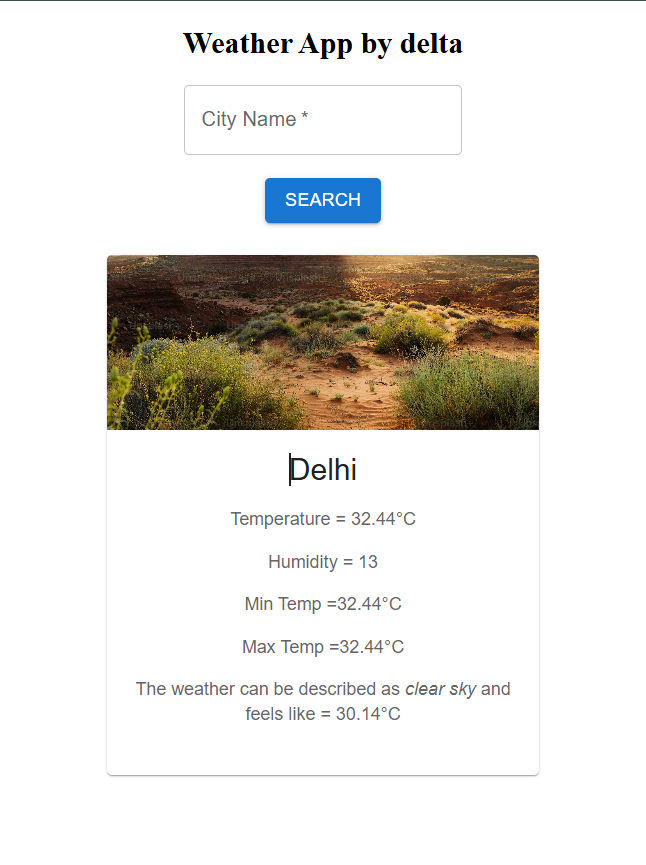 Weather App by delta
City Name *
SEARCH
Delhi
Temperature = 32.44°C
Humidity = 13
Min Temp =32.44°C
Max Temp =32.44°C
The weather can be described as clear sky and
feels like = 30.14°C